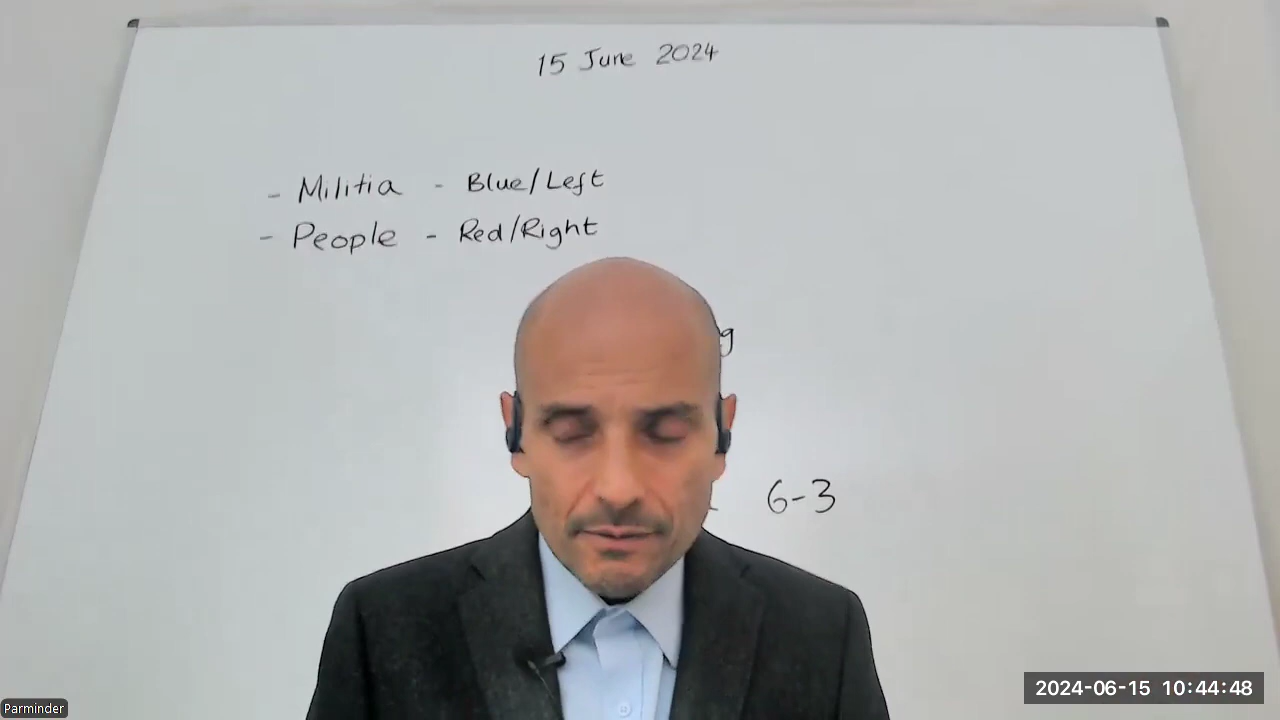 15 June 2024
- Militia - Blue/Left
- People - Red/Right
6-3
Parminder
2024-06-15 10:44:48